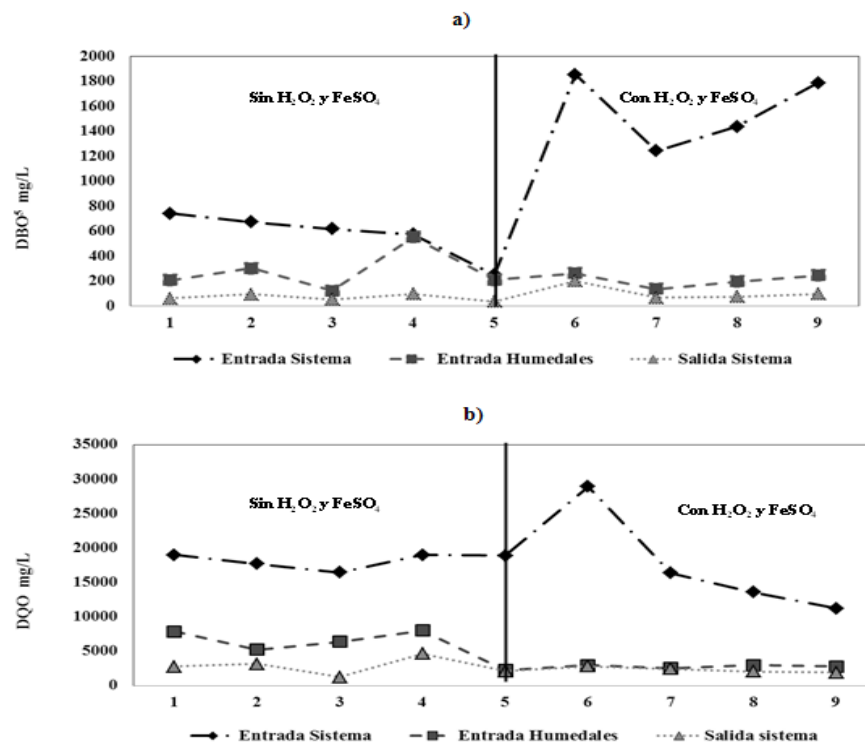 a)
2000
1800
1600
1400
1200
1000
800
600
400
200
0
DBO⁵ mg/L
Sin H₂O₂ y FeSO₄
Con H₂O₂ y FeSO₄
1 2 3 4 5 6 7 8 9
Entrada Sistema Entrada Humedales Salida Sistema
b)
35000
30000
25000
20000
15000
10000
5000
0
DQO mg/L
Sin H₂O₂ y FeSO₄
Con H₂O₂ y FeSO₄
1 2 3 4 5 6 7 8 9
Entrada Sistema Entrada Humedales Salida sistema